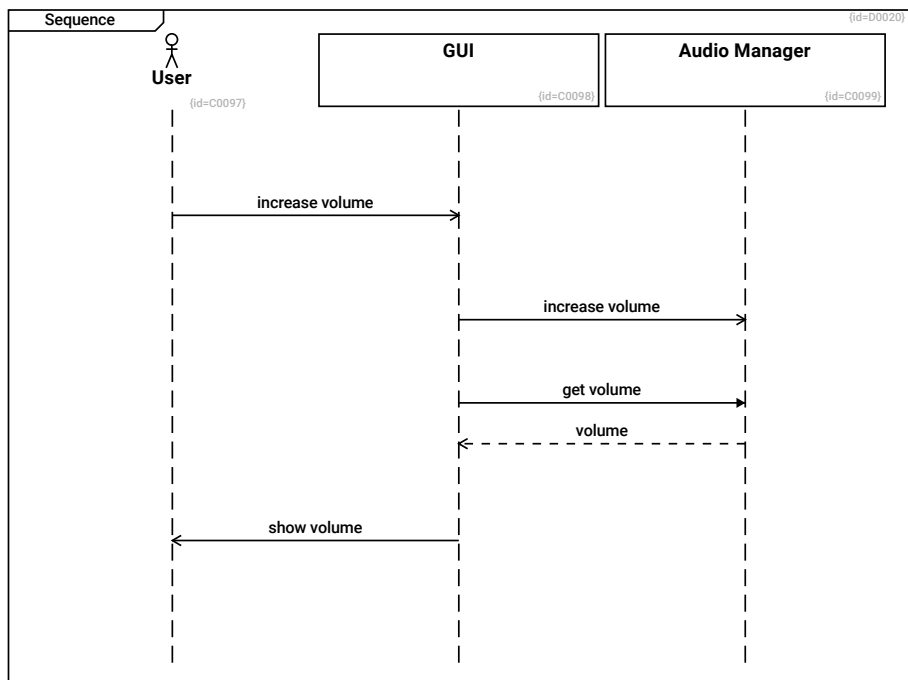 Sequence
{id=D0020}
User
{id=C0097}
GUI
{id=C0098}
Audio Manager
{id=C0099}
increase volume
increase volume
get volume
volume
show volume